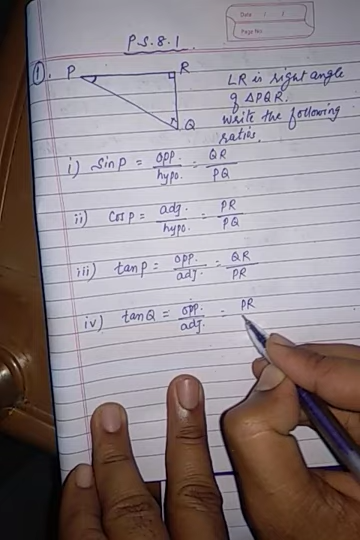 Date : / /
Page No:
P.S. 8.1
①. P R
Q
LR is right angle
of ΔPQR.
write the following
ratios.
i) sin P = opp. / hypo. = QR / PQ
ii) cos P = adj. / hypo. = PR / PQ
iii) tan P = opp. / adj. = QR / PR
iv) tan Q = opp. / adj. = PR